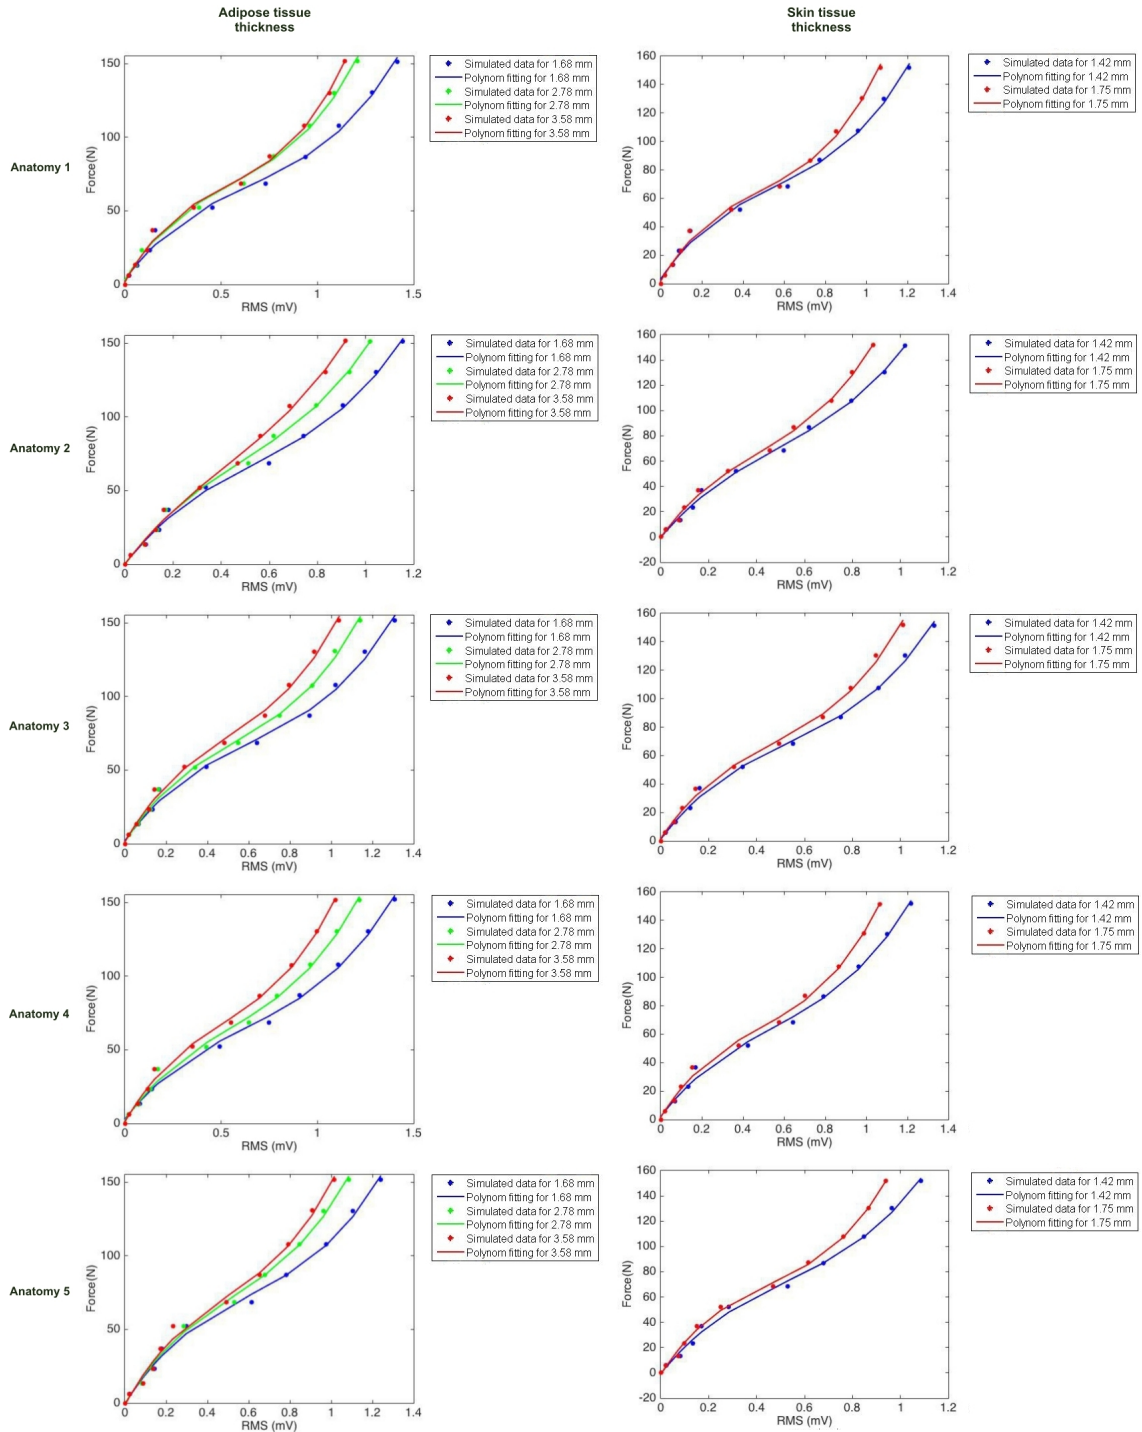 Adipose tissue
thickness
Skin tissue
thickness
Anatomy 1
150
100
50
0
Force(N)
0 0.5 1 1.5
RMS (mV)
Simulated data for 1.68 mm
Polynom fitting for 1.68 mm
Simulated data for 2.78 mm
Polynom fitting for 2.78 mm
Simulated data for 3.58 mm
Polynom fitting for 3.58 mm
160
140
120
100
80
60
40
20
0
Force(N)
0 0.2 0.4 0.6 0.8 1 1.2 1.4
RMS (mV)
Simulated data for 1.42 mm
Polynom fitting for 1.42 mm
Simulated data for 1.75 mm
Polynom fitting for 1.75 mm
Anatomy 2
150
100
50
0
Force(N)
0 0.2 0.4 0.6 0.8 1 1.2
RMS (mV)
Simulated data for 1.68 mm
Polynom fitting for 1.68 mm
Simulated data for 2.78 mm
Polynom fitting for 2.78 mm
Simulated data for 3.58 mm
Polynom fitting for 3.58 mm
160
140
120
100
80
60
40
20
0
-20
Force(N)
0 0.2 0.4 0.6 0.8 1 1.2
RMS (mV)
Simulated data for 1.42 mm
Polynom fitting for 1.42 mm
Simulated data for 1.75 mm
Polynom fitting for 1.75 mm
Anatomy 3
150
100
50
0
Force(N)
0 0.2 0.4 0.6 0.8 1 1.2 1.4
RMS (mV)
Simulated data for 1.68 mm
Polynom fitting for 1.68 mm
Simulated data for 2.78 mm
Polynom fitting for 2.78 mm
Simulated data for 3.58 mm
Polynom fitting for 3.58 mm
160
140
120
100
80
60
40
20
0
Force(N)
0 0.2 0.4 0.6 0.8 1 1.2
RMS (mV)
Simulated data for 1.42 mm
Polynom fitting for 1.42 mm
Simulated data for 1.75 mm
Polynom fitting for 1.75 mm
Anatomy 4
150
100
50
0
Force(N)
0 0.5 1 1.5
RMS (mV)
Simulated data for 1.68 mm
Polynom fitting for 1.68 mm
Simulated data for 2.78 mm
Polynom fitting for 2.78 mm
Simulated data for 3.58 mm
Polynom fitting for 3.58 mm
160
140
120
100
80
60
40
20
0
Force(N)
0 0.2 0.4 0.6 0.8 1 1.2 1.4
RMS (mV)
Simulated data for 1.42 mm
Polynom fitting for 1.42 mm
Simulated data for 1.75 mm
Polynom fitting for 1.75 mm
Anatomy 5
150
100
50
0
Force(N)
0 0.2 0.4 0.6 0.8 1 1.2 1.4
RMS (mV)
Simulated data for 1.68 mm
Polynom fitting for 1.68 mm
Simulated data for 2.78 mm
Polynom fitting for 2.78 mm
Simulated data for 3.58 mm
Polynom fitting for 3.58 mm
160
140
120
100
80
60
40
20
0
-20
Force(N)
0 0.2 0.4 0.6 0.8 1 1.2
RMS (mV)
Simulated data for 1.42 mm
Polynom fitting for 1.42 mm
Simulated data for 1.75 mm
Polynom fitting for 1.75 mm